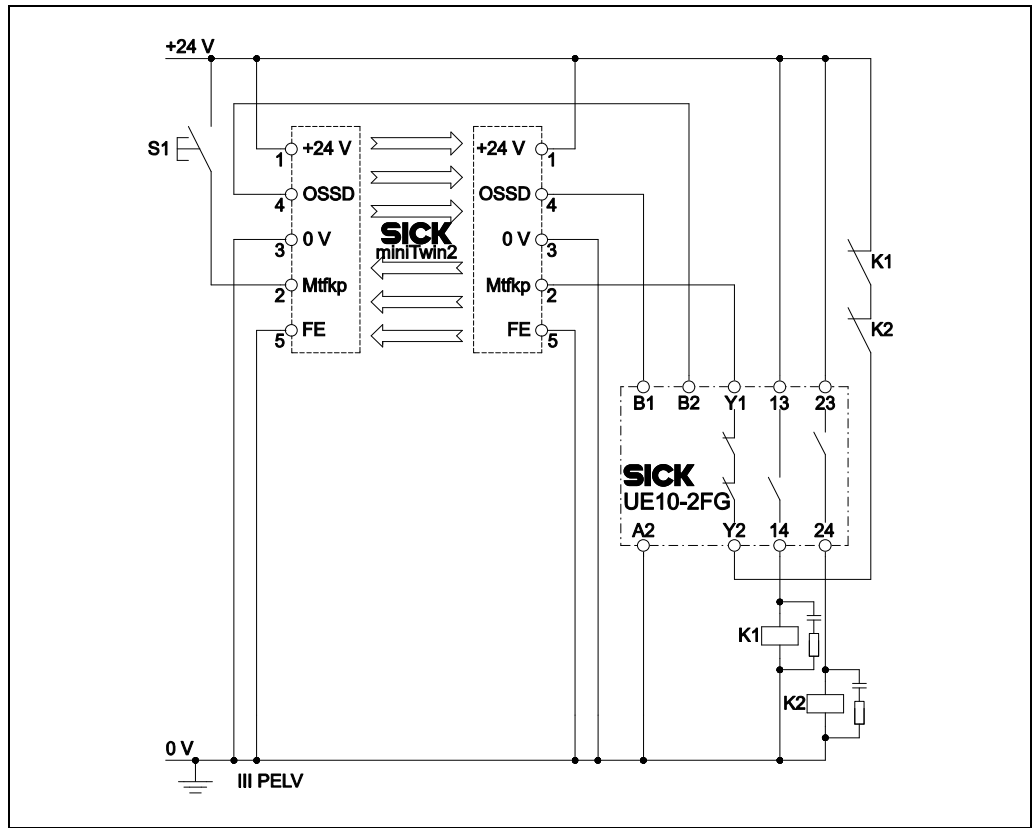 +24 V
S1
1 +24 V
4 OSSD
3 0 V
2 Mtfkp
5 FE
SICK
miniTwin2
+24 V 1
OSSD 4
0 V 3
Mtfkp 2
FE 5
K1
K2
B1 B2 Y1 13 23
SICK
UE10-2FG
A2 Y2 14 24
K1
K2
0 V
III PELV